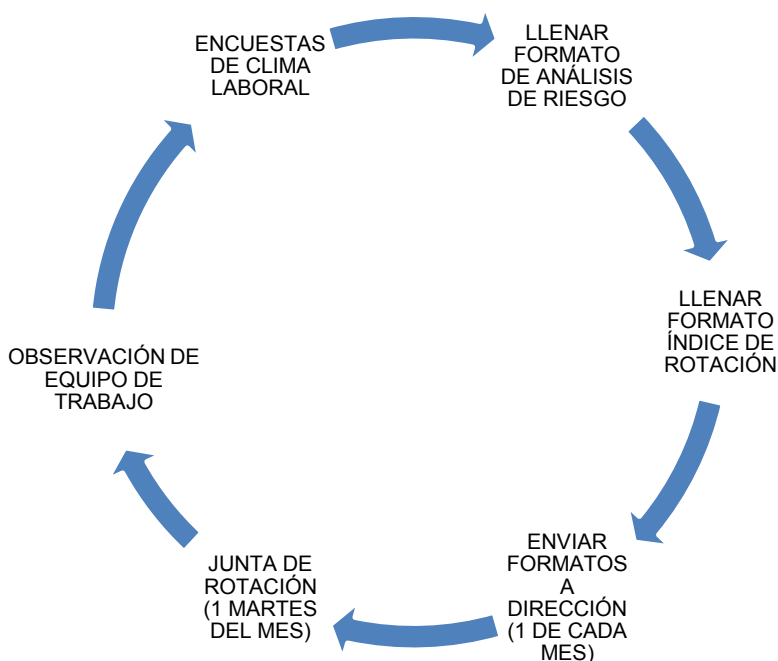 ENCUESTAS
DE CLIMA
LABORAL
LLENAR
FORMATO
DE ANÁLISIS
DE RIESGO
LLENAR
FORMATO
ÍNDICE DE
ROTACIÓN
ENVIAR
FORMATOS
A
DIRECCIÓN
(1 DE CADA
MES)
JUNTA DE
ROTACIÓN
(1 MARTES
DEL MES)
OBSERVACIÓN DE
EQUIPO DE
TRABAJO